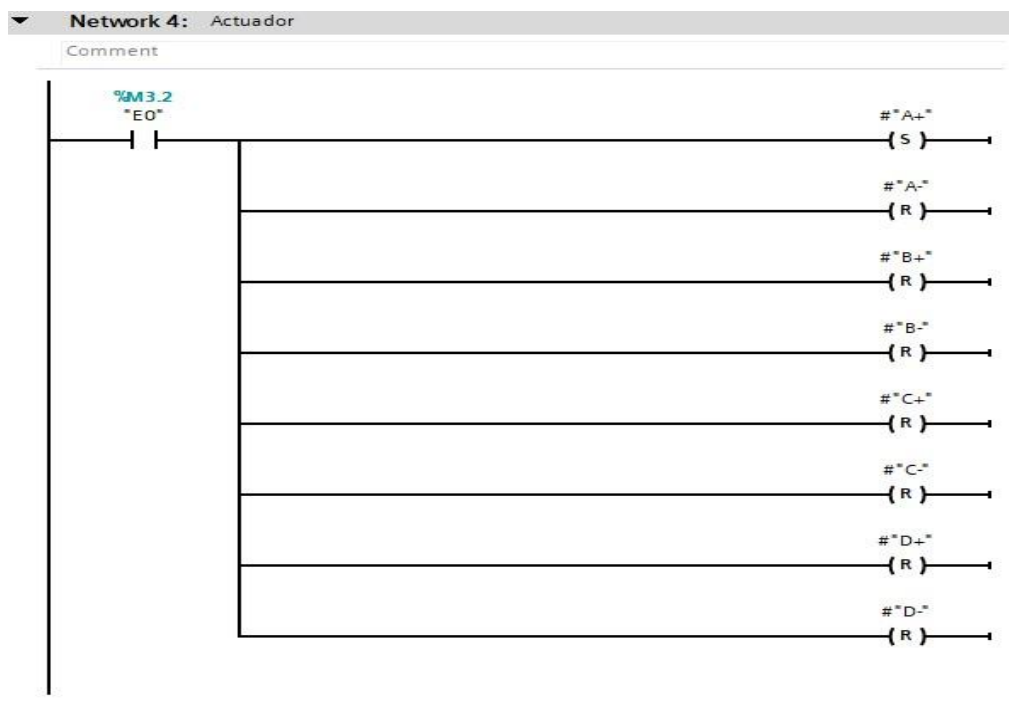 Network 4: Actuador
Comment
%M3.2
"E0"
#"A+"
( S )
#"A-"
( R )
#"B+"
( R )
#"B-"
( R )
#"C+"
( R )
#"C-"
( R )
#"D+"
( R )
#"D-"
( R )